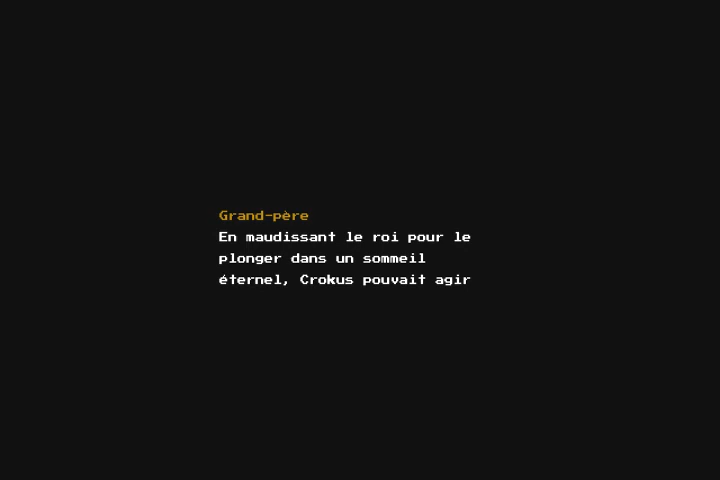 Grand-père
En maudissant le roi pour le
plonger dans un sommeil
éternel, Crokus pouvait agir